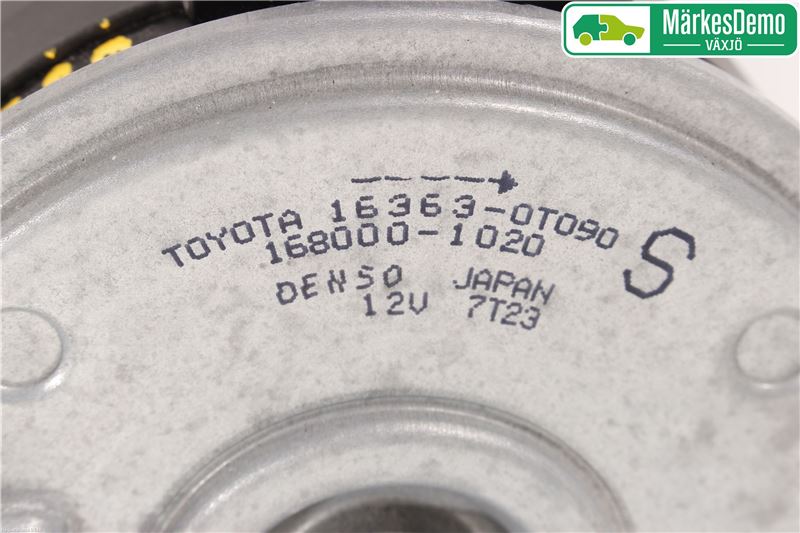 MärkesDemo
VÄXJÖ
TOYOTA 16363-0T090
168000-1020
S
DENSO JAPAN
12V 7T23